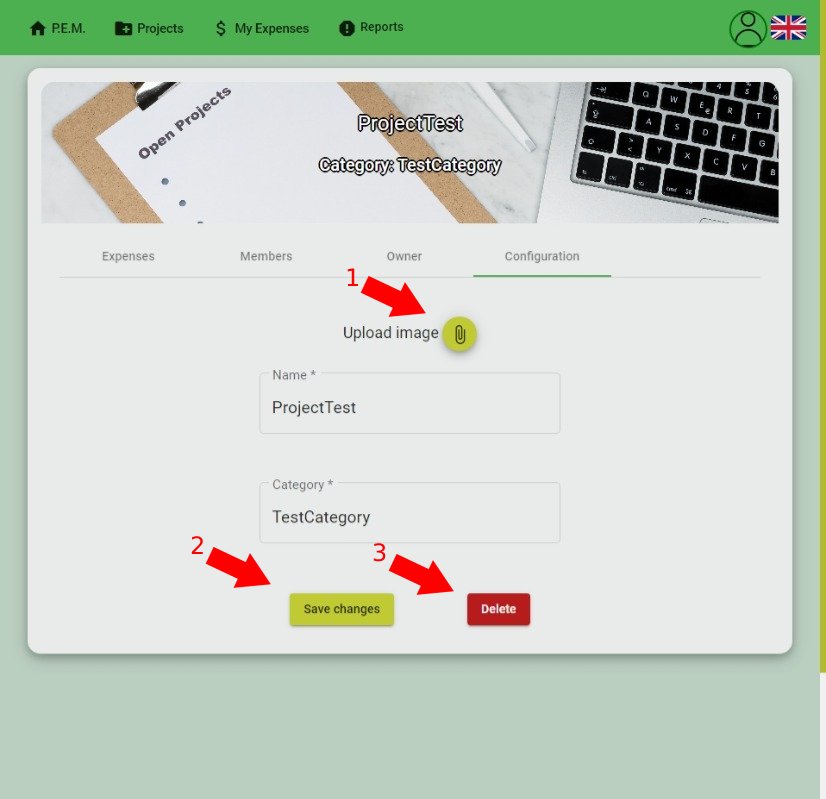 P.E.M. Projects My Expenses Reports
Open Projects
ProjectTest
Category: TestCategory
Expenses Members Owner Configuration
1
Upload image
Name *
ProjectTest
Category *
TestCategory
2
3
Save changes Delete